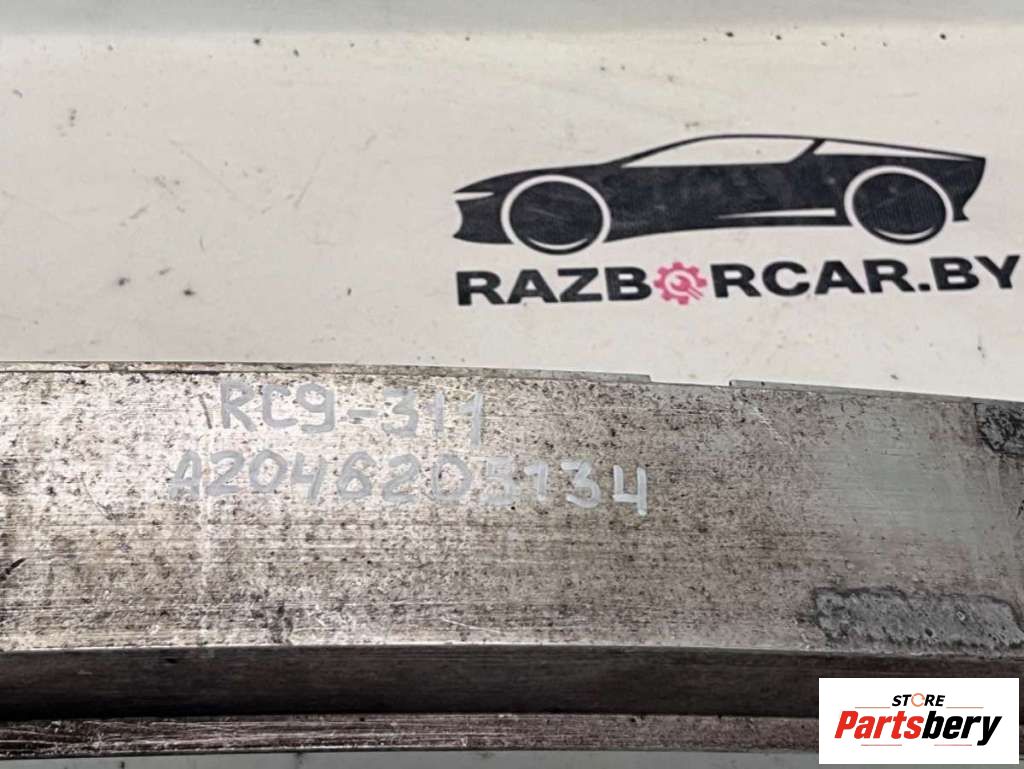 RAZBORCAR.BY
RC9-311
A2046203134
STORE
Partsbery